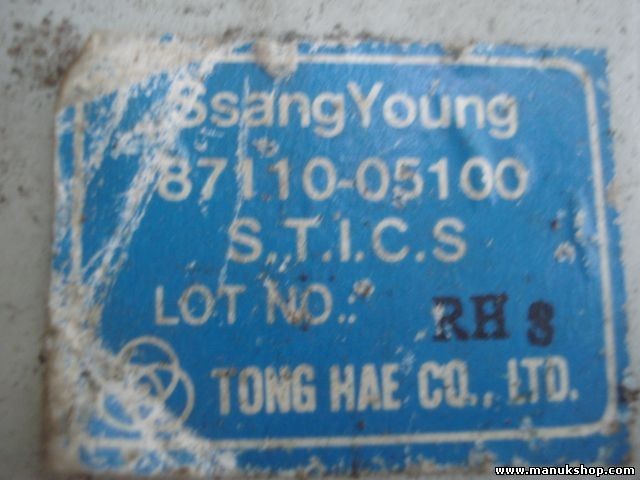 SsangYoung
87110-05100
S.T.I.C.S
LOT NO.: RH 8
TONG HAE CO., LTD.
www.manukshop.com